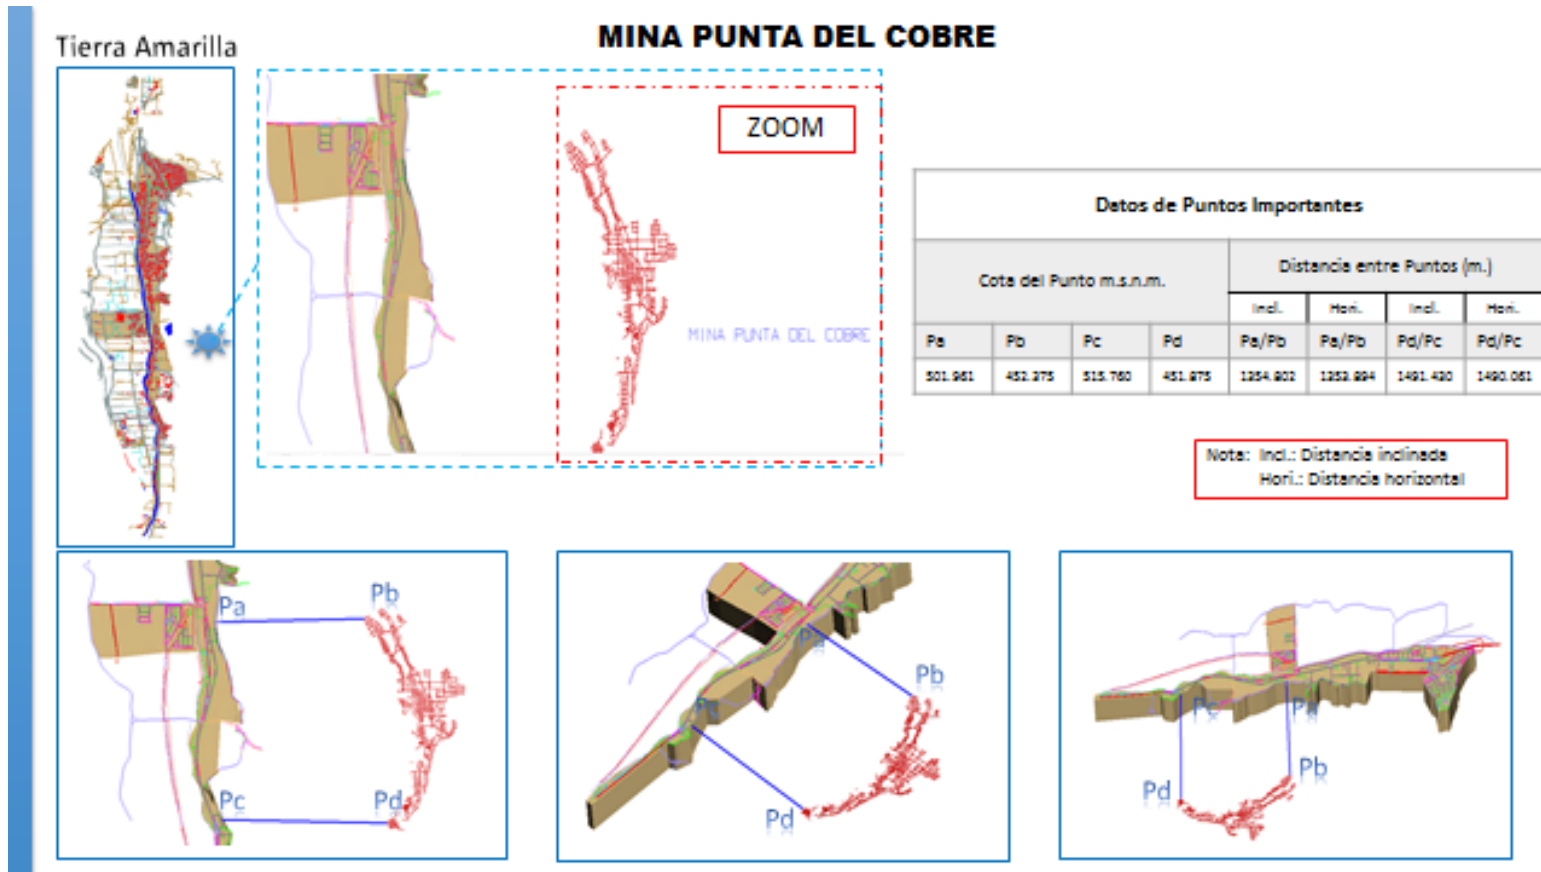 MINA PUNTA DEL COBRE
Tierra Amarilla
ZOOM
MINA PUNTA DEL COBRE
Datos de Puntos Importantes
Cota del Punto m.s.n.m.
Distancia entre Puntos (m.)
Incl. Hori. Incl. Hori.
Pa Pb Pc Pd Pa/Pb Pa/Pb Pd/Pc Pd/Pc
501.961 452.375 515.760 451.875 1354.802 1353.894 1491.430 1490.061
Nota: Incl.: Distancia inclinada
Hori.: Distancia horizontal
Pa Pb
Pc Pd
Pa
Pb
Pc
Pd
Pc Pa
Pb
Pd